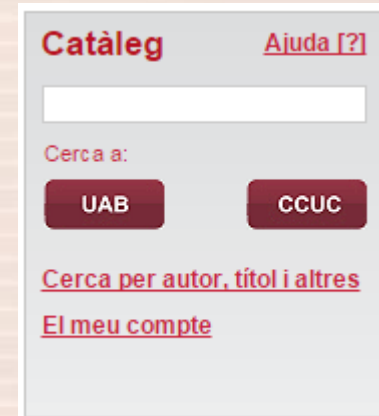 Catàleg Ajuda [?]
Cerca a:
UAB CCUC
Cerca per autor, títol i altres
El meu compte